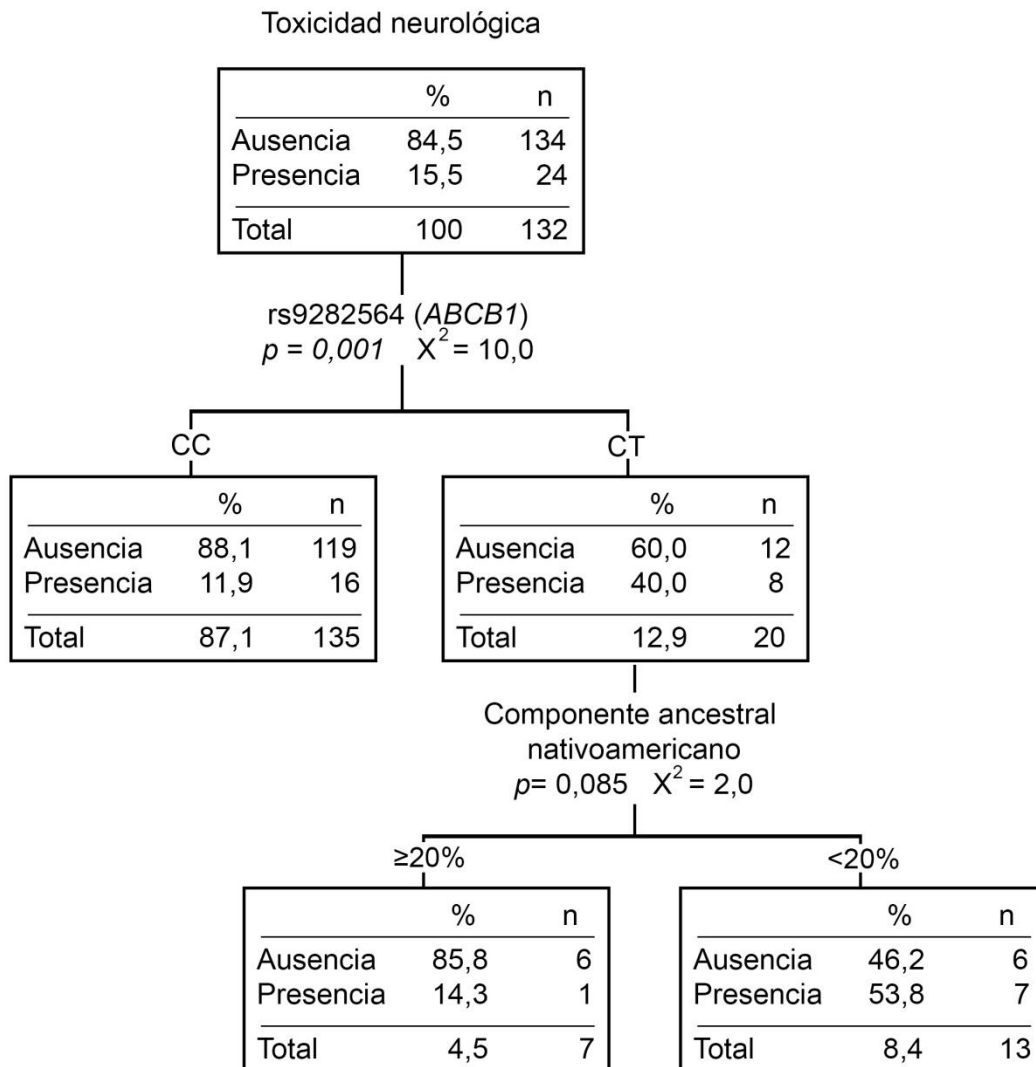 Toxicidad neurológica
% n
Ausencia 84,5 134
Presencia 15,5 24
Total 100 132
rs9282564 (ABCB1)
p = 0,001 X² = 10,0
CC
% n
Ausencia 88,1 119
Presencia 11,9 16
Total 87,1 135
CT
% n
Ausencia 60,0 12
Presencia 40,0 8
Total 12,9 20
Componente ancestral
nativoamericano
p= 0,085 X² = 2,0
≥20%
% n
Ausencia 85,8 6
Presencia 14,3 1
Total 4,5 7
<20%
% n
Ausencia 46,2 6
Presencia 53,8 7
Total 8,4 13